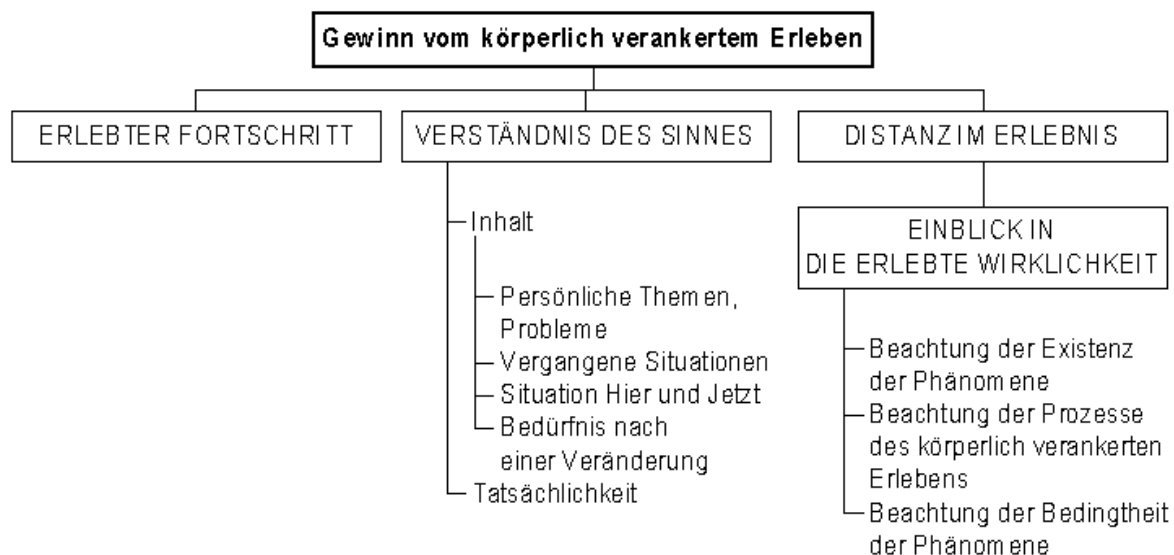 Gewinn vom körperlich verankertem Erleben
ERLEBTER FORTSCHRITT
VERSTÄNDNIS DES SINNES
Inhalt
Persönliche Themen,
Probleme
Vergangene Situationen
Situation Hier und Jetzt
Bedürfnis nach
einer Veränderung
Tatsächlichkeit
DISTANZ IM ERLEBNIS
EINBLICK IN
DIE ERLEBTE WIRKLICHKEIT
Beachtung der Existenz
der Phänomene
Beachtung der Prozesse
des körperlich verankerten
Erlebens
Beachtung der Bedingtheit
der Phänomene